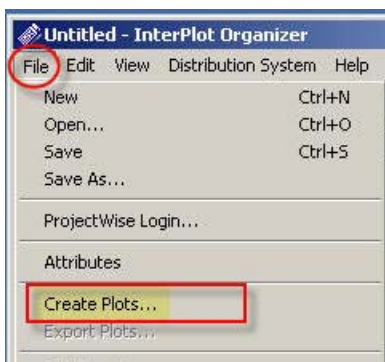 Untitled - InterPlot Organizer
File Edit View Distribution System Help
New Ctrl+N
Open... Ctrl+O
Save Ctrl+S
Save As...
ProjectWise Login...
Attributes
Create Plots...
Export Plots...